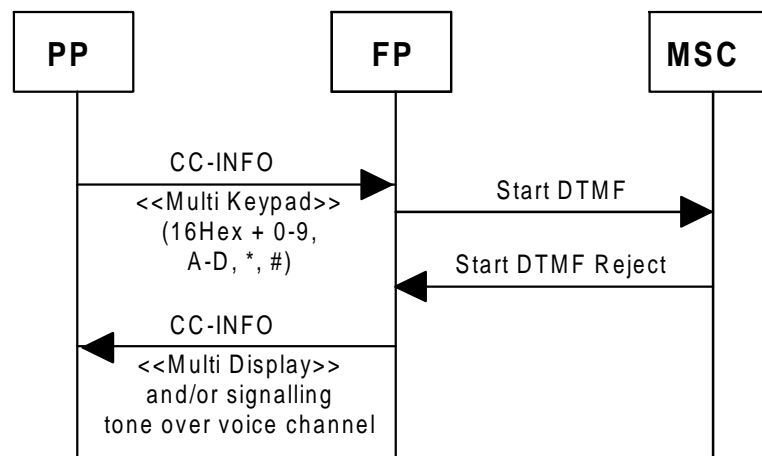 PP
FP
MSC
CC-INFO
<<Multi Keypad>>
(16Hex + 0-9,
A-D, *, #)
Start DTMF
Start DTMF Reject
CC-INFO
<<Multi Display>>
and/or signalling
tone over voice channel